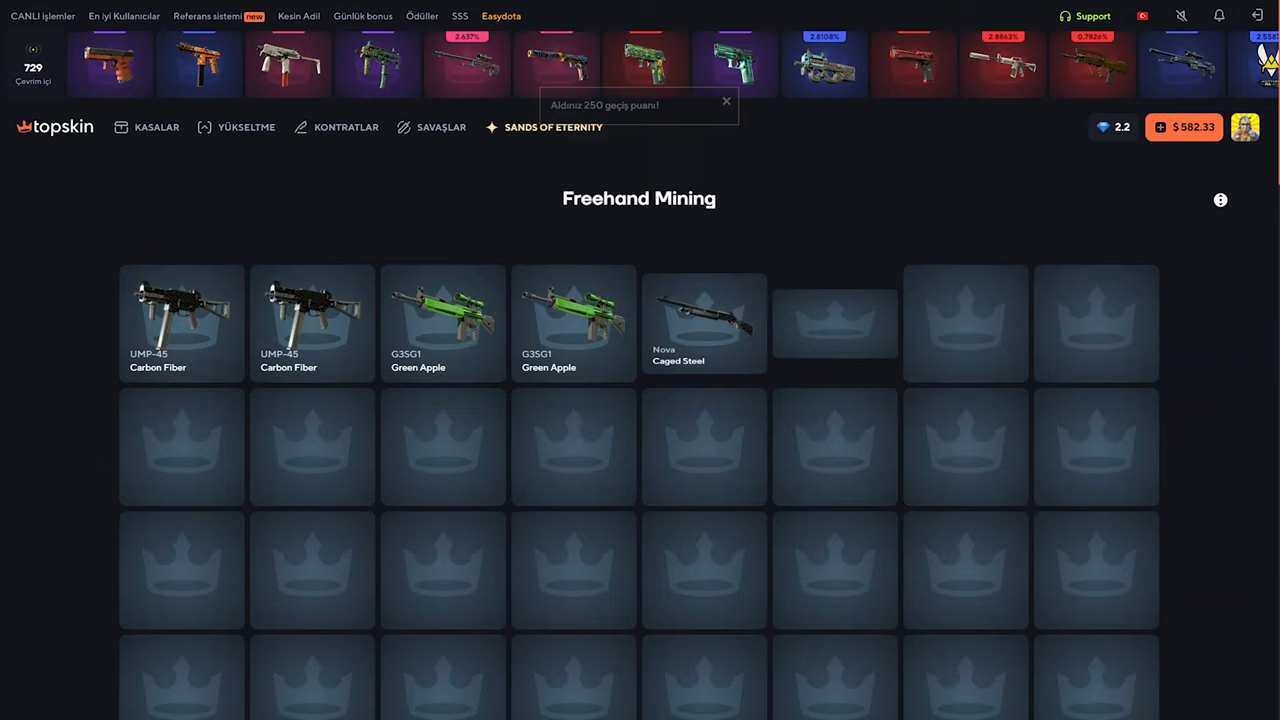 CANLI işlemler En iyi Kullanıcılar Referans sistemi new Kesin Adil Günlük bonus Ödüller SSS Easydota Support
2.637% 2.8108% 2.8863% 0.7826%
729
Çevrim içi
Aldınız 250 geçiş puanı!
topskin KASALAR YÜKSELTME KONTRATLAR SAVAŞLAR SANDS OF ETERNITY 2.2 $ 582.33
Freehand Mining
UMP-45
Carbon Fiber
UMP-45
Carbon Fiber
G3SG1
Green Apple
G3SG1
Green Apple
Nova
Caged Steel